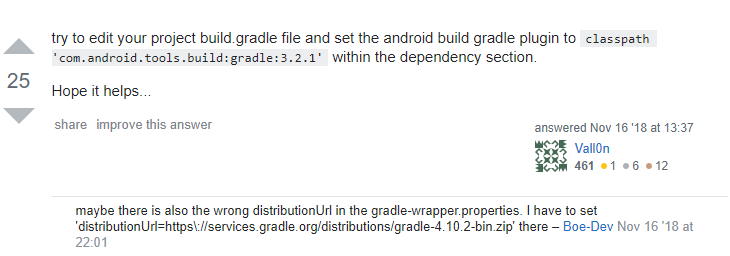 try to edit your project build.gradle file and set the android build gradle plugin to classpath
'com.android.tools.build:gradle:3.2.1' within the dependency section.
25
Hope it helps...
share improve this answer
answered Nov 16 '18 at 13:37
Vall0n
461 1 6 12
maybe there is also the wrong distributionUrl in the gradle-wrapper.properties. I have to set
'distributionUrl=https\://services.gradle.org/distributions/gradle-4.10.2-bin.zip' there – Boe-Dev Nov 16 '18 at
22:01